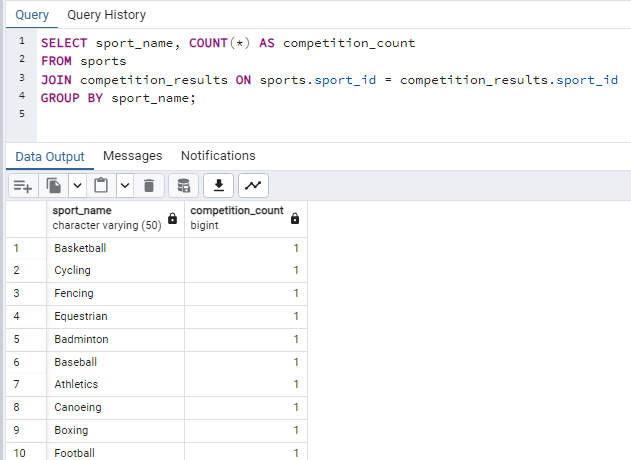 Query Query History
1 SELECT sport_name, COUNT(*) AS competition_count
2 FROM sports
3 JOIN competition_results ON sports.sport_id = competition_results.sport_id
4 GROUP BY sport_name;
5
Data Output Messages Notifications
sport_name competition_count
character varying (50) bigint
1 Basketball 1
2 Cycling 1
3 Fencing 1
4 Equestrian 1
5 Badminton 1
6 Baseball 1
7 Athletics 1
8 Canoeing 1
9 Boxing 1
10 Football 1